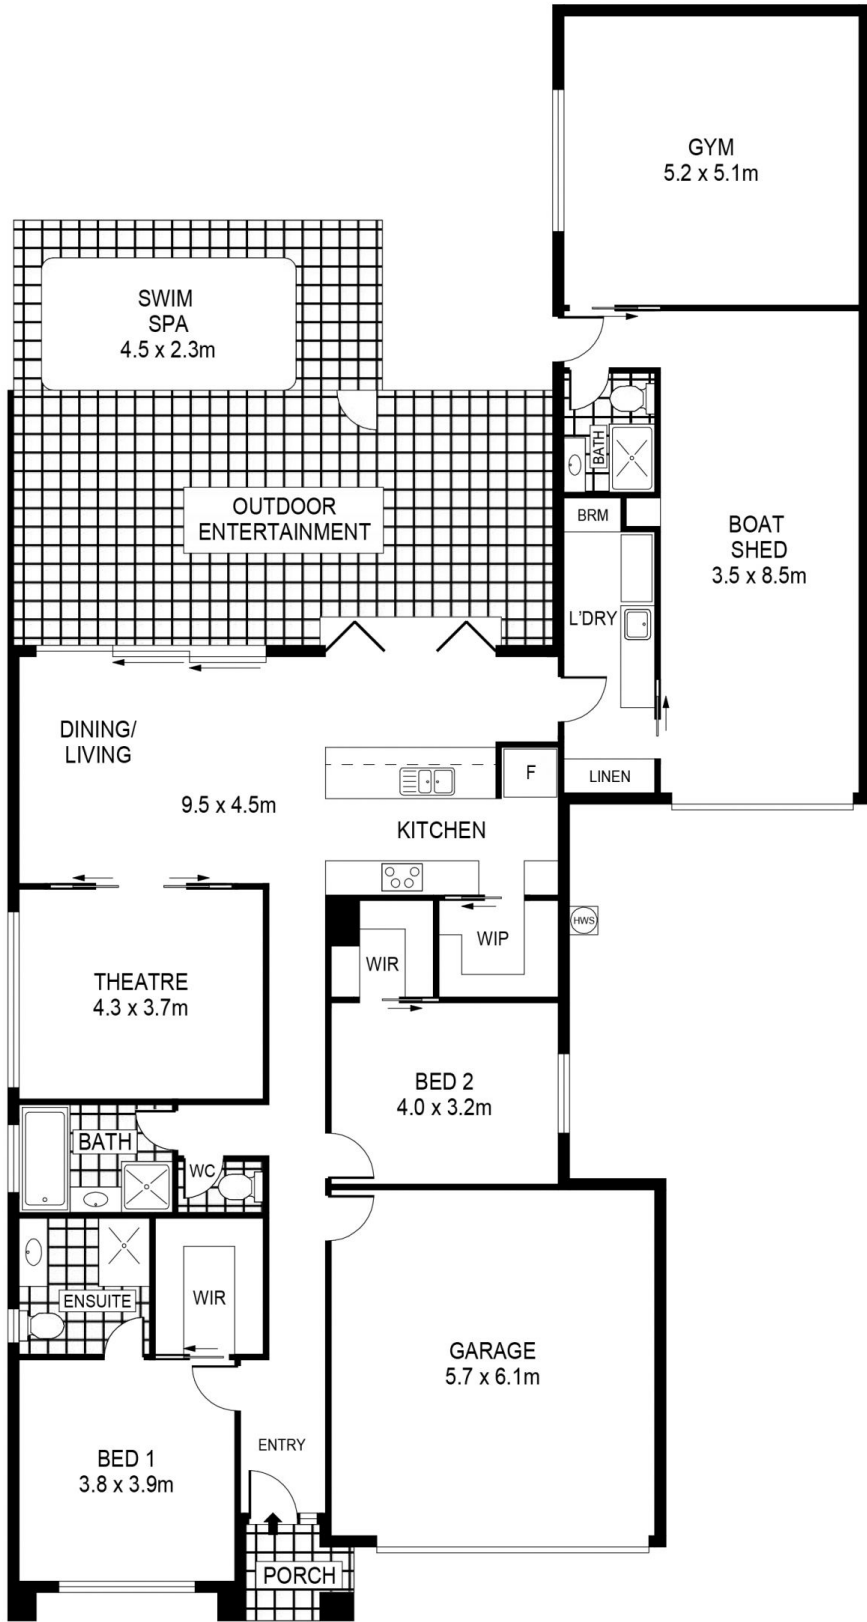 GYM
5.2 x 5.1m
SWIM
SPA
4.5 x 2.3m
BATH
OUTDOOR
ENTERTAINMENT
BRM
BOAT
SHED
3.5 x 8.5m
L'DRY
DINING/
LIVING
9.5 x 4.5m
F
LINEN
KITCHEN
HWS
WIP
WIR
THEATRE
4.3 x 3.7m
BED 2
4.0 x 3.2m
BATH
WC
ENSUITE
WIR
GARAGE
5.7 x 6.1m
BED 1
3.8 x 3.9m
ENTRY
PORCH